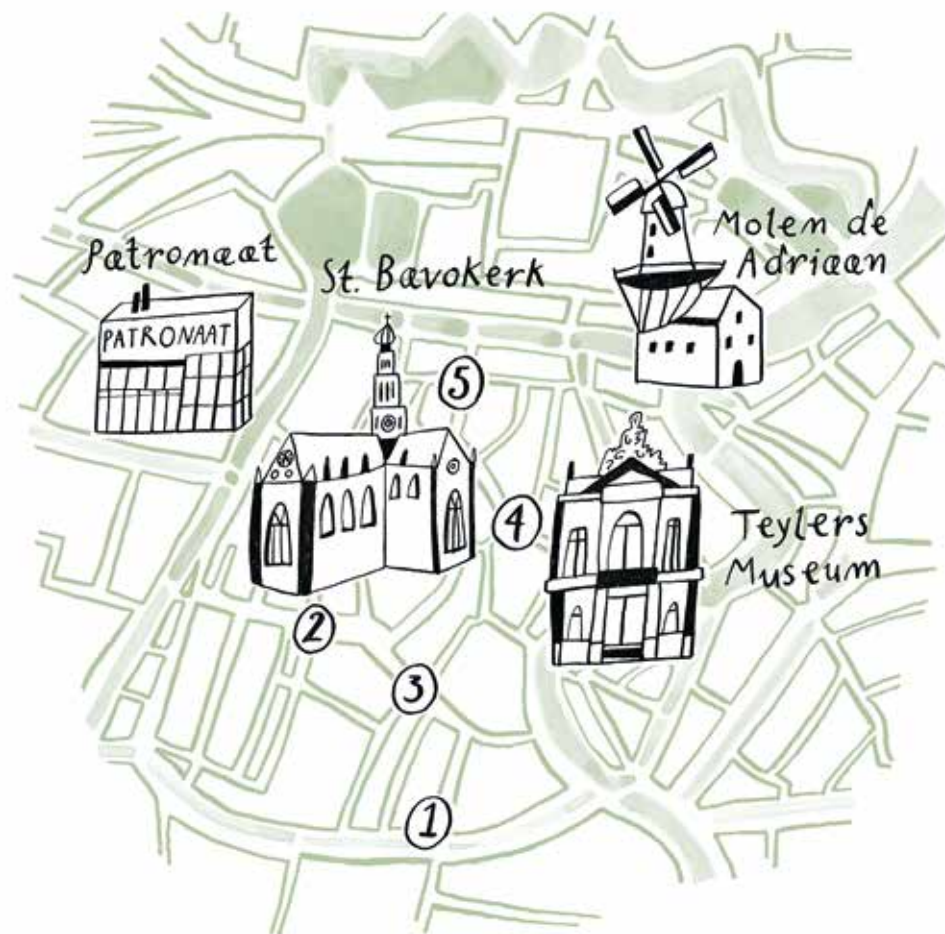 Patronaat
PATRONAAT
St. Bavokerk
Molen de
Adriaan
5
4
Teylers
Museum
2
3
1